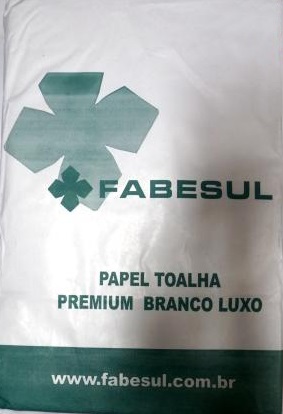 FABESUL
PAPEL TOALHA
PREMIUM BRANCO LUXO
www.fabesul.com.br